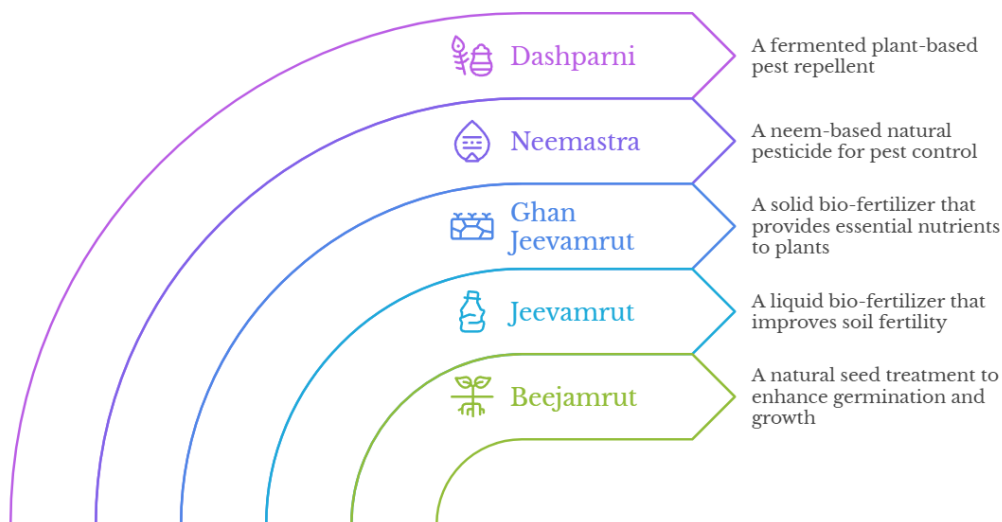 Dashparni
A fermented plant-based
pest repellent
Neemastra
A neem-based natural
pesticide for pest control
Ghan
Jeevamrut
A solid bio-fertilizer that
provides essential nutrients
to plants
Jeevamrut
A liquid bio-fertilizer that
improves soil fertility
Beejamrut
A natural seed treatment to
enhance germination and
growth